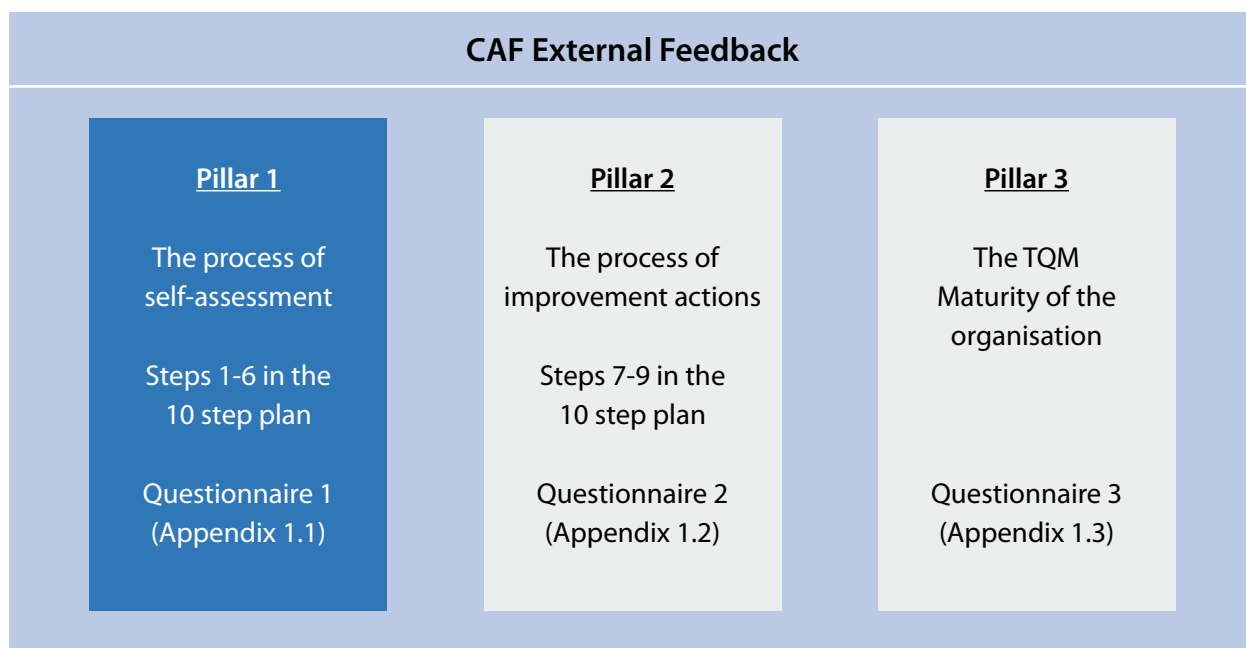 CAF External Feedback
Pillar 1
The process of
self-assessment
Steps 1-6 in the
10 step plan
Questionnaire 1
(Appendix 1.1)
Pillar 2
The process of
improvement actions
Steps 7-9 in the
10 step plan
Questionnaire 2
(Appendix 1.2)
Pillar 3
The TQM
Maturity of the
organisation
Questionnaire 3
(Appendix 1.3)